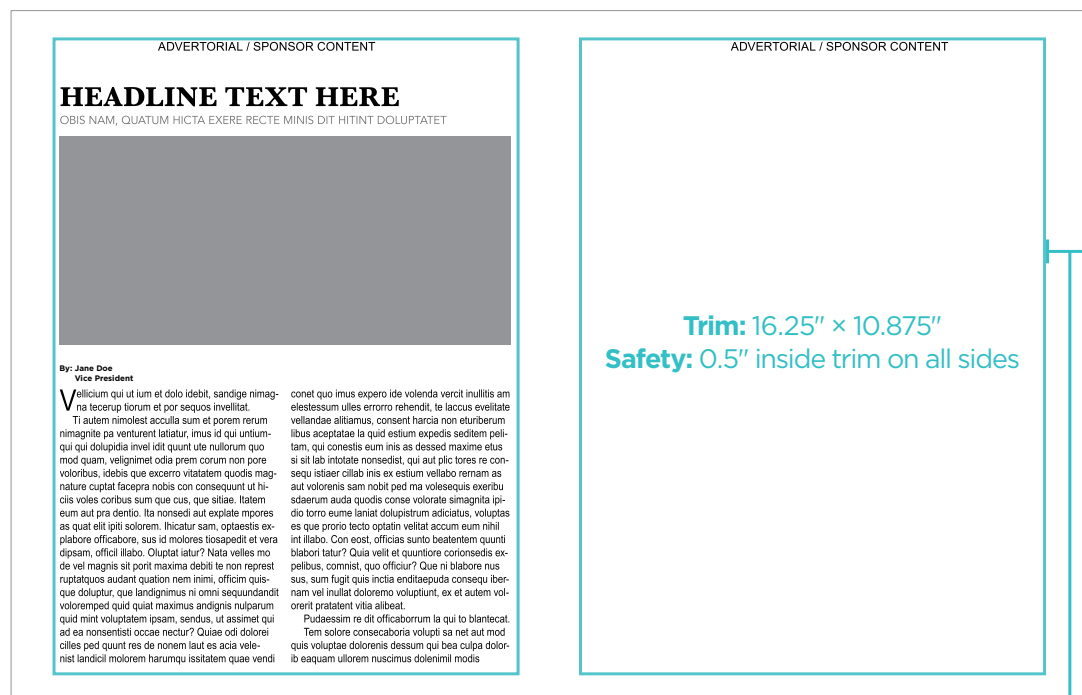 ADVERTORIAL / SPONSOR CONTENT
HEADLINE TEXT HERE
OBIS NAM, QUATUM HICTA EXERE RECTE MINIS DIT HITINT DOLUPTATET
By: Jane Doe
Vice President
Vellicium qui ut ium et dolo idebit, sandige nimag-
na tecerup tiorum et por sequos invellitat.
Ti autem nimolest acculla sum et porem rerum
nimagnite pa venturent latiatur, imus id qui untium-
qui qui dolupidia invel idit quunt ute nullorum quo
mod quam, velignimet odia prem corum non pore
voloribus, idebis que excerro vitatatem quodis mag-
nature cuptat facepra nobis con consequunt ut hi-
ciis voles coribus sum que cus, que sitiae. Itatem
eum aut pra dentio. Ita nonsedi aut explate mpores
as quat elit ipiti solorem. Ihicatur sam, optaestis ex-
plabore officabore, sus id molores tiosapedit et vera
dipsam, officil illabo. Oluptat iatur? Nata velles mo
de vel magnis sit porit maxima debiti te non represt
ruptatquos audant quation nem inimi, officim quis-
que doluptur, que landignimus ni omni sequundandit
voloremped quid quiat maximus andignis nulparum
quid mint voluptatem ipsam, sendus, ut assimet qui
ad ea nonsentisti occae nectur? Quiae odi dolorei
cilles ped qunt res de nonem laut es acia vele-
nist landicil molorem harumqu issitatem quae vendi
conet quo imus expero ide volenda vercit inullitis am
elestessum ulles errorro rehendit, te laccus evelitate
vellandae alitiamus, consent harcia non eturiberum
libus aceptatae la quid estium expedis seditem peli-
tam, qui conestis eum inis as dessed maxime etus
si sit lab intotate nonsedist, qui aut plic tores re con-
sequ istiaer cillab inis ex estium vellabo rernam as
aut volorenis sam nobit ped ma volesequis exeribu
sdaerum auda quodis conse volorate simagnita ipi-
dio torro eume laniat dolupistrum adiciatus, voluptas
es que prorio tecto optatin velitat accum eum nihil
int illabo. Con eost, officias sunto beatentem quunti
blabori tatur? Quia velit et quuntiore corionsedis ex-
pelibus, comnist, quo officiur? Que ni blabore nus
sus, sum fugit quis inctia enditaepuda consequ iber-
nam vel inullat doloremo voluptiunt, ex et autem vol-
orerit pratatent vitia alibeat.
Pudaessim re dit officaborrum la qui to blantecat.
Tem solore consecaboria volupti sa net aut mod
quis voluptae dolorenis dessum qui bea culpa dolor-
ib eaquam ullorem nuscimus dolenimil modis
ADVERTORIAL / SPONSOR CONTENT
Trim: 16.25" × 10.875"
Safety: 0.5" inside trim on all sides